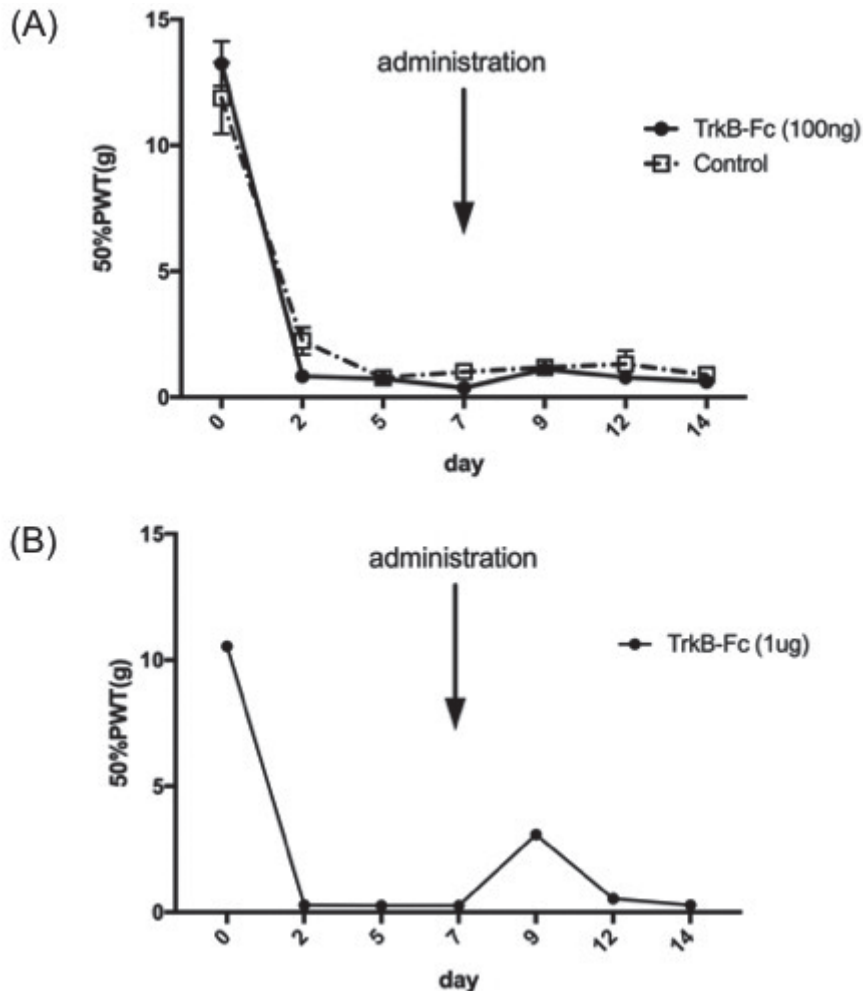 (A)
15
administration
TrkB-Fc (100ng)
Control
10
50%PWT(g)
5
0
0 2 5 7 9 12 14
day
(B)
15
administration
TrkB-Fc (1ug)
10
50%PWT(g)
5
0
0 2 5 7 9 12 14
day